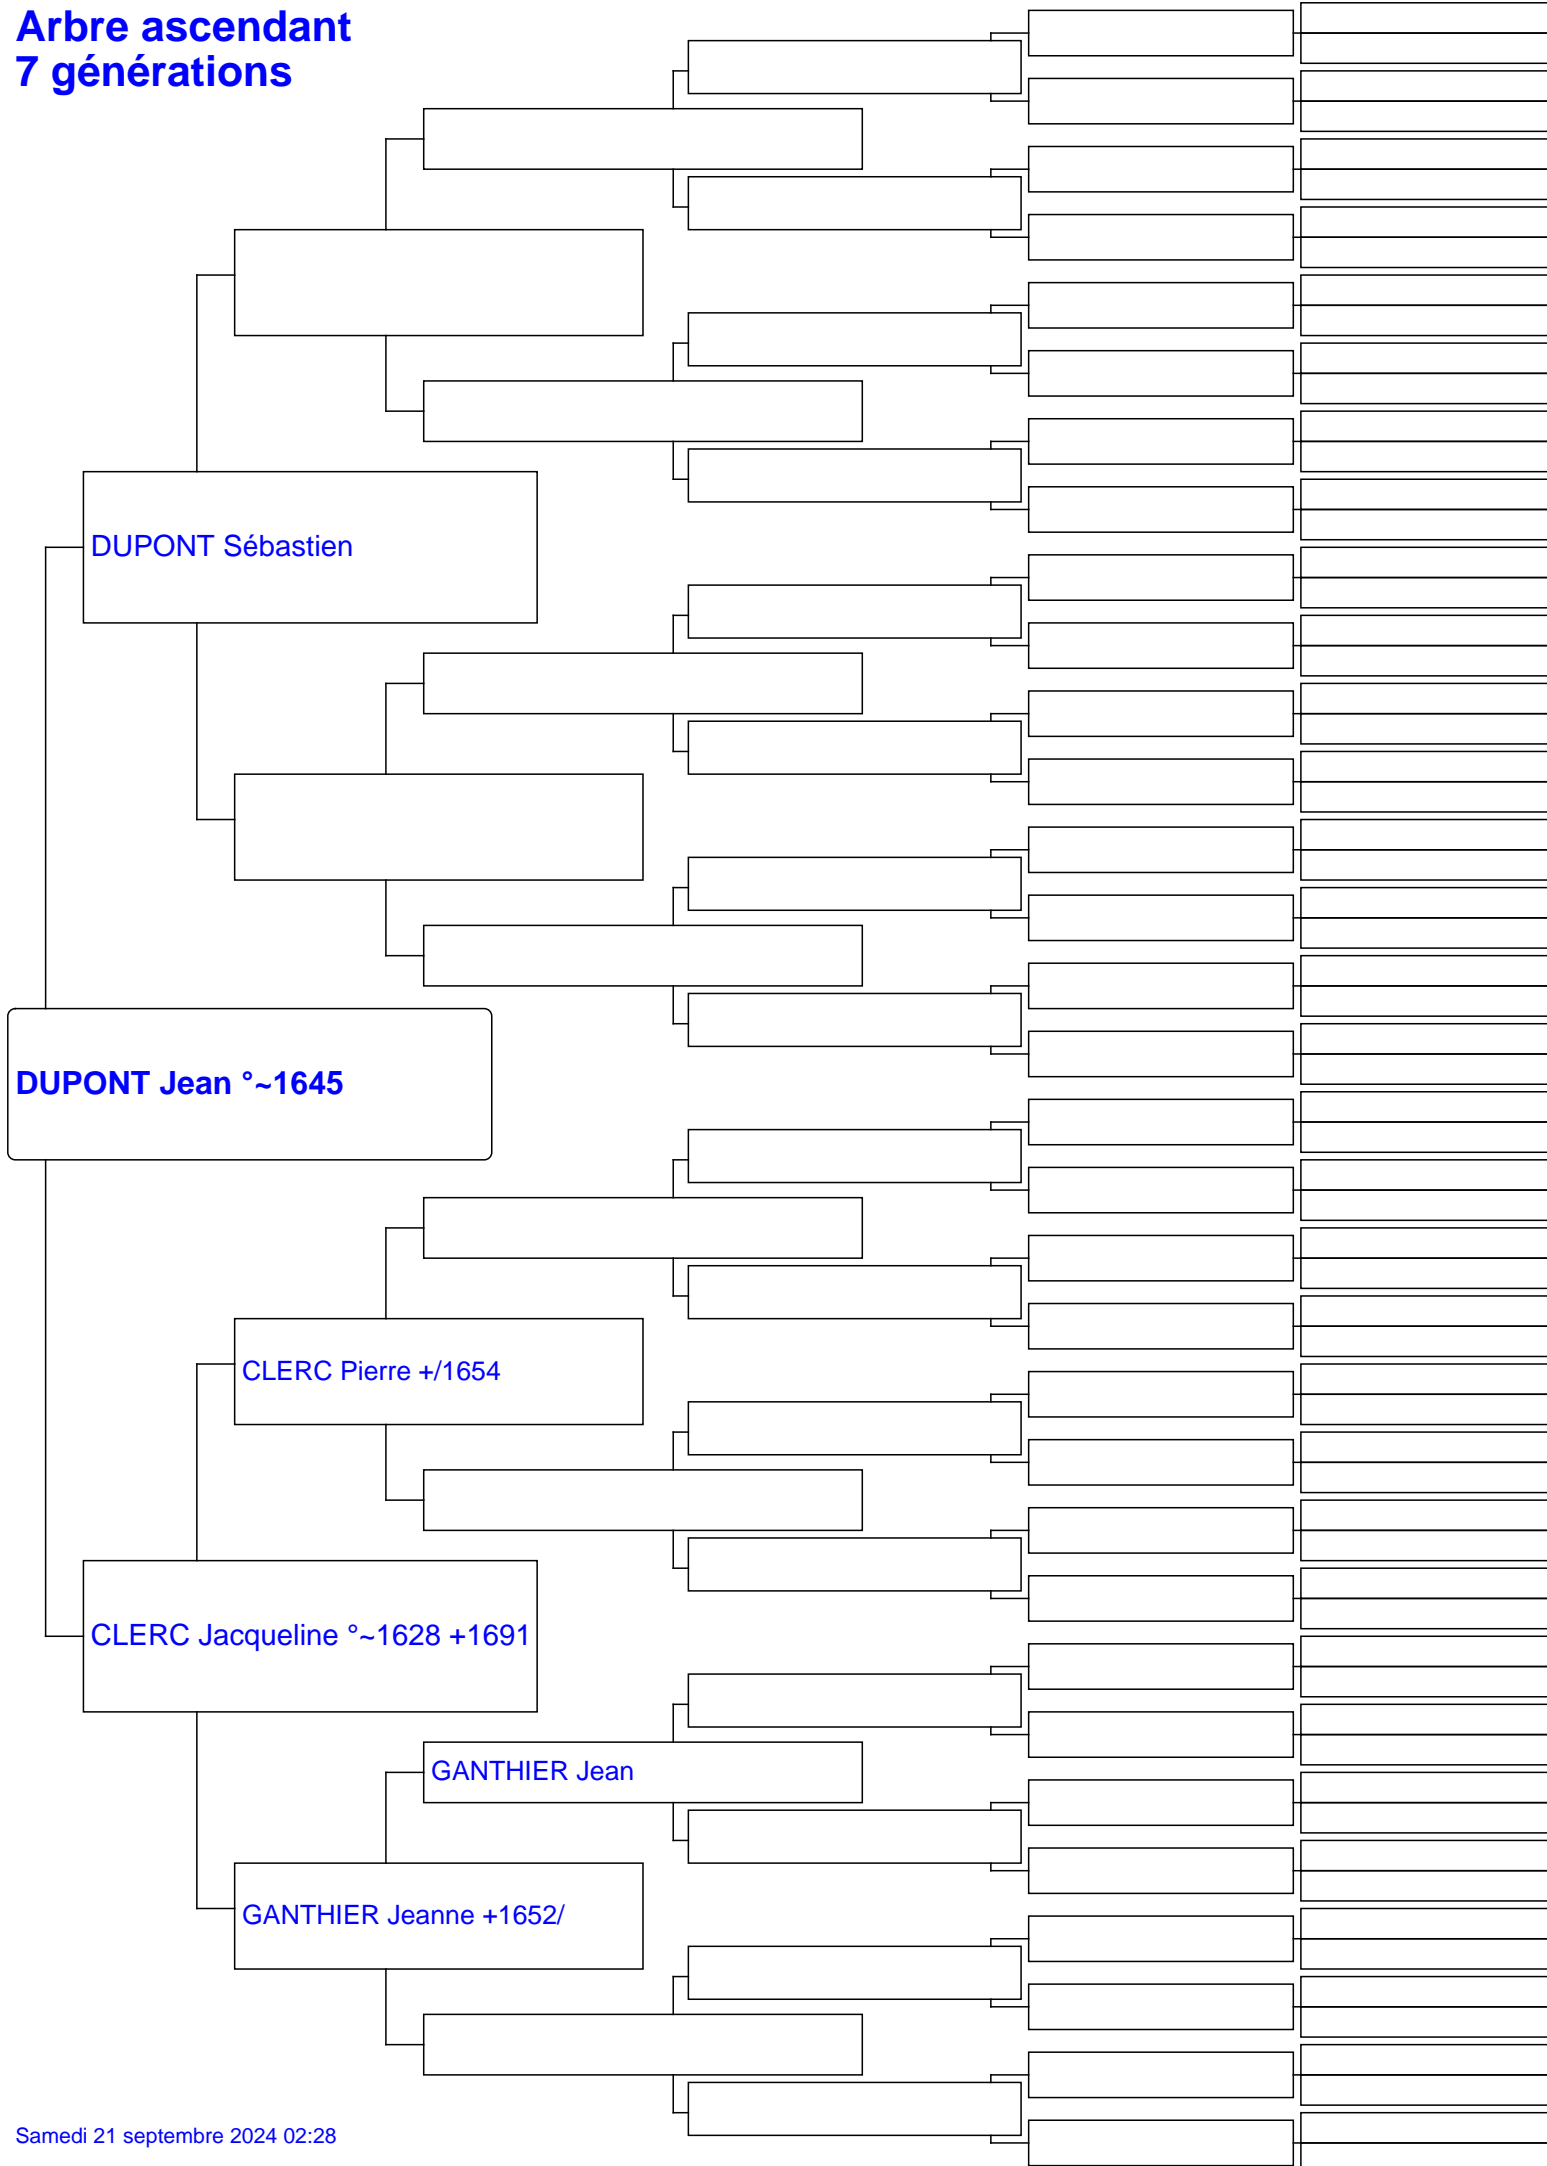 Arbre ascendant
7 générations
DUPONT Sébastien
DUPONT Jean °~1645
CLERC Pierre +/1654
CLERC Jacqueline °~1628 +1691
GANTHIER Jean
GANTHIER Jeanne +1652/
Samedi 21 septembre 2024 02:28